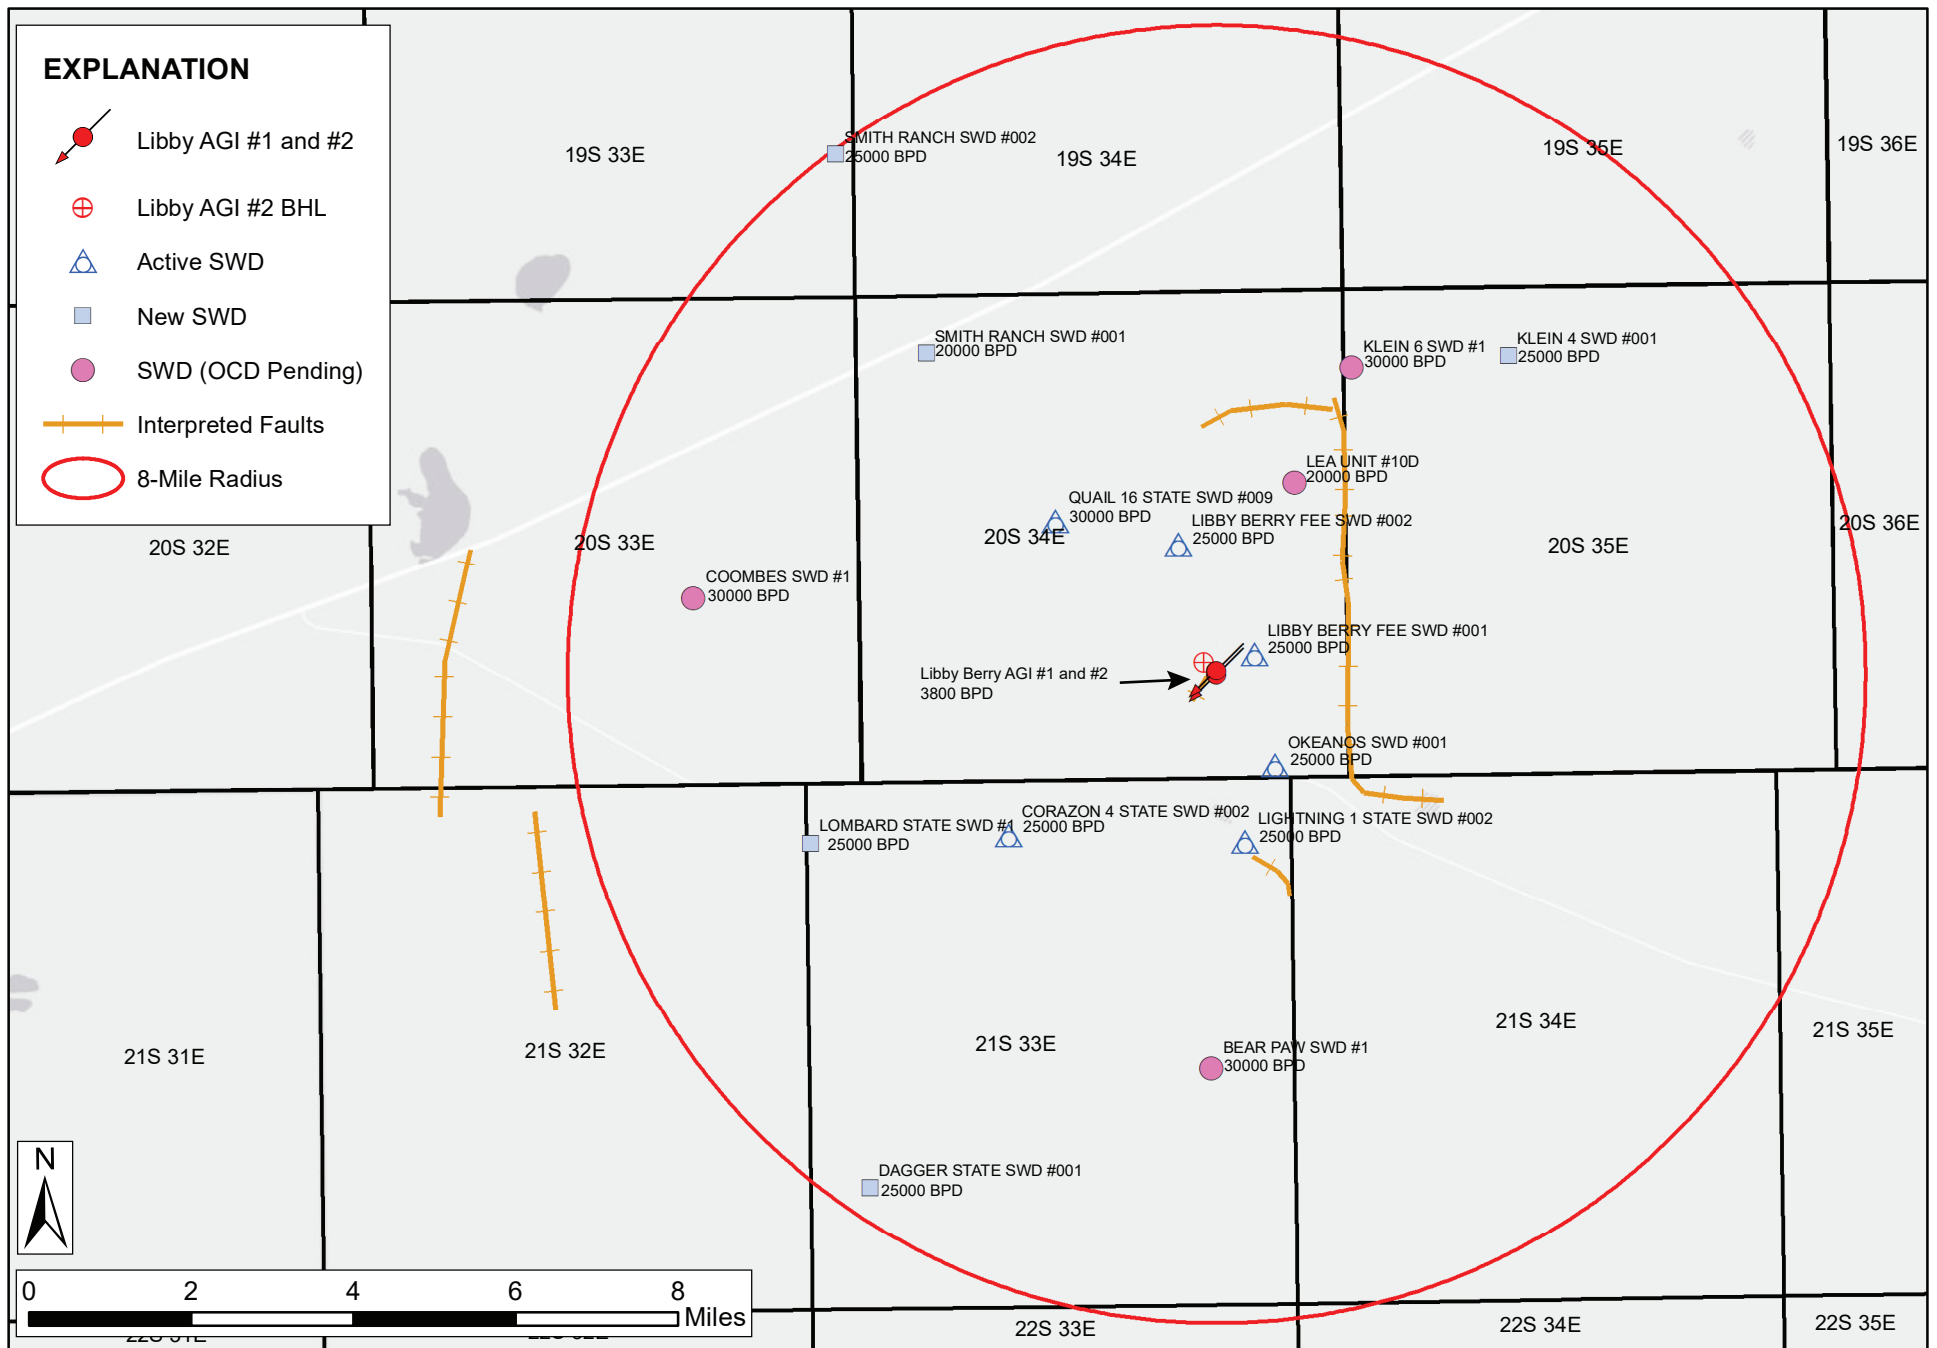 EXPLANATION
Libby AGI #1 and #2
Libby AGI #2 BHL
Active SWD
New SWD
SWD (OCD Pending)
Interpreted Faults
8-Mile Radius
19S 33E
SMITH RANCH SWD #002
25000 BPD
19S 34E
19S 35E
19S 36E
SMITH RANCH SWD #001
20000 BPD
KLEIN 6 SWD #1
30000 BPD
KLEIN 4 SWD #001
25000 BPD
LEA UNIT #10D
20000 BPD
QUAIL 16 STATE SWD #009
30000 BPD
LIBBY BERRY FEE SWD #002
25000 BPD
20S 32E
20S 33E
20S 34E
20S 35E
20S 36E
COOMBES SWD #1
30000 BPD
LIBBY BERRY FEE SWD #001
25000 BPD
Libby Berry AGI #1 and #2
3800 BPD
OKEANOS SWD #001
25000 BPD
LOMBARD STATE SWD #1
25000 BPD
CORAZON 4 STATE SWD #002
25000 BPD
LIGHTNING 1 STATE SWD #002
25000 BPD
21S 31E
21S 32E
21S 33E
21S 34E
21S 35E
BEAR PAW SWD #1
30000 BPD
DAGGER STATE SWD #001
25000 BPD
N
0 2 4 6 8
Miles
22S 31E
22S 32E
22S 33E
22S 34E
22S 35E